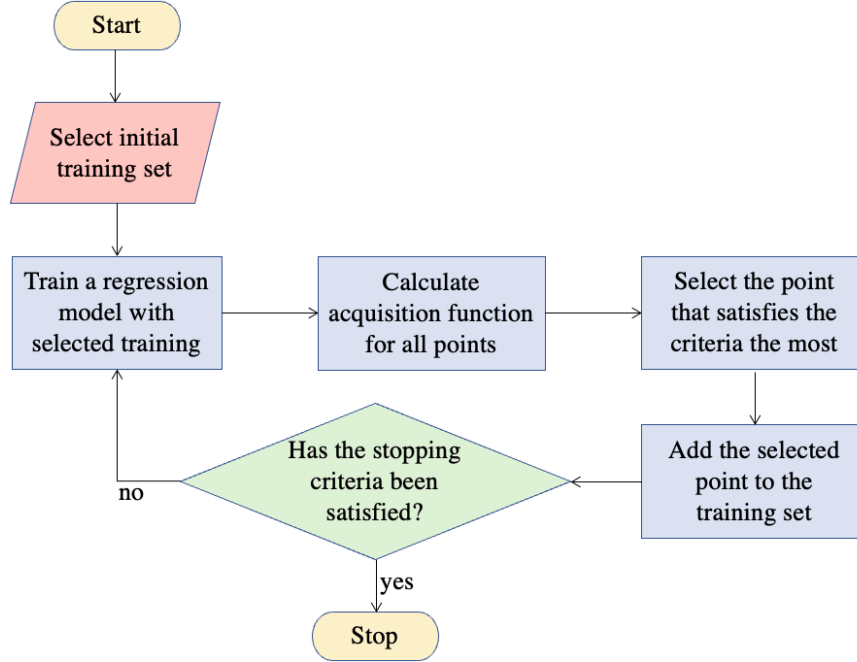 Start
Select initial
training set
Train a regression
model with
selected training
Calculate
acquisition function
for all points
Select the point
that satisfies the
criteria the most
Add the selected
point to the
training set
Has the stopping
criteria been
satisfied?
no
yes
Stop